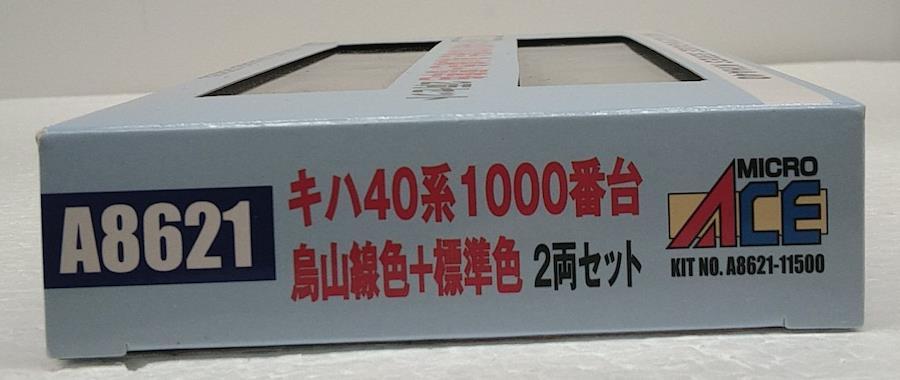 A8621
キハ40系1000番台
烏山線色+標準色 2両セット
MICRO
ACE
KIT NO. A8621-11500